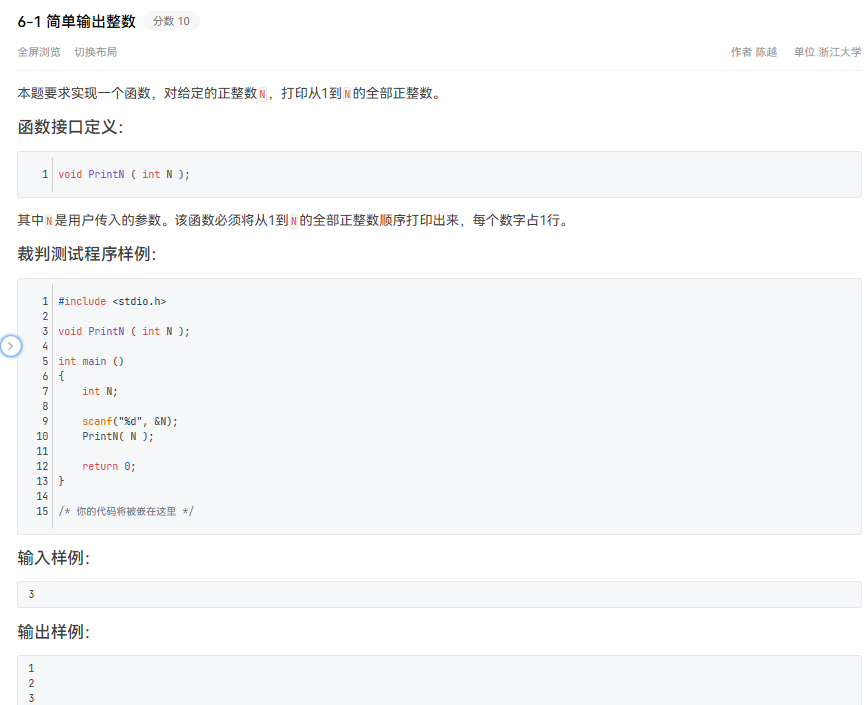 6-1 简单输出整数 分数 10
全屏浏览 切换布局 作者 陈越 单位 浙江大学
本题要求实现一个函数，对给定的正整数N，打印从1到N的全部正整数。
函数接口定义：
1 void PrintN ( int N );
其中N是用户传入的参数。该函数必须将从1到N的全部正整数顺序打印出来，每个数字占1行。
裁判测试程序样例：
1 #include <stdio.h>
2
3 void PrintN ( int N );
4
5 int main ()
6 {
7     int N;
8
9     scanf("%d", &N);
10     PrintN( N );
11
12     return 0;
13 }
14
15 /* 你的代码将被嵌在这里 */
输入样例：
3
输出样例：
1
2
3